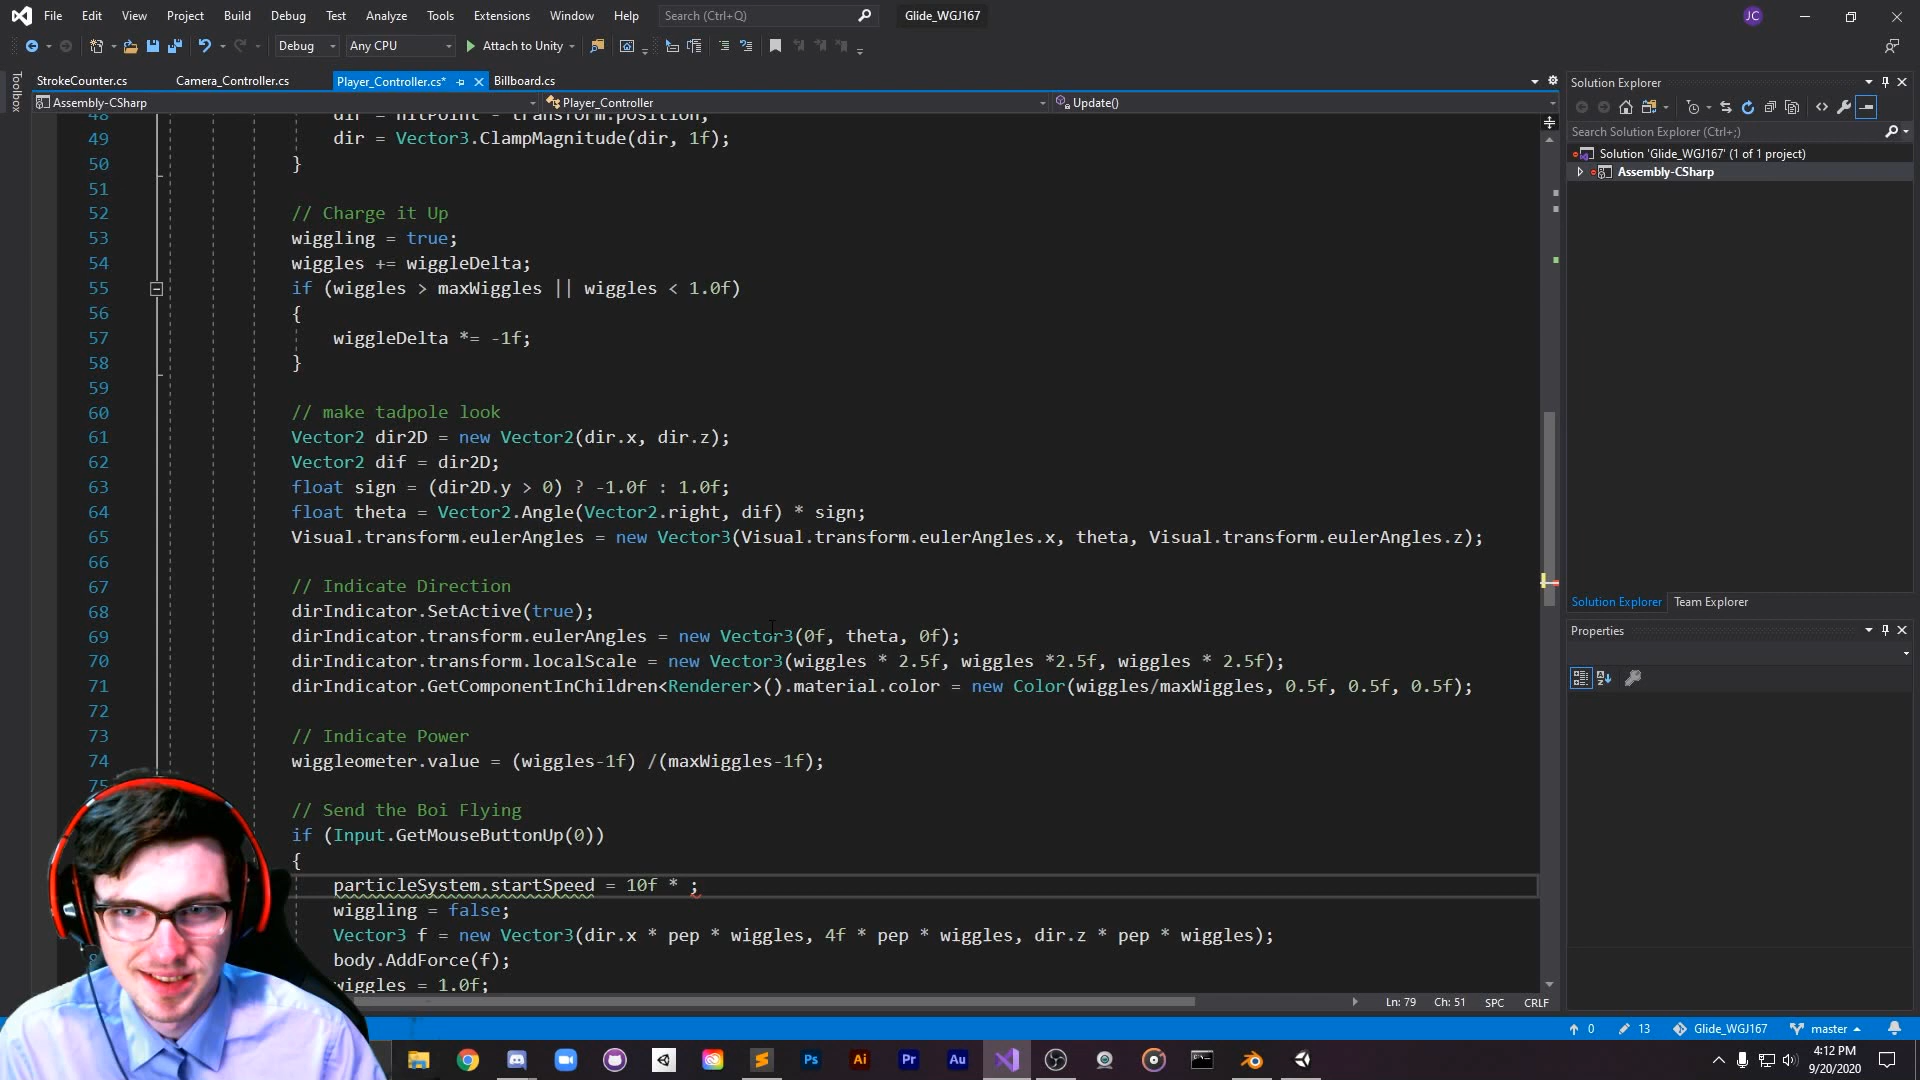 File Edit View Project Build Debug Test Analyze Tools Extensions Window Help Search (Ctrl+Q) Glide_WGJ167 JC
Debug Any CPU Attach to Unity
Toolbox
StrokeCounter.cs Camera_Controller.cs Player_Controller.cs* Billboard.cs
Assembly-CSharp Player_Controller Update()
48 dir = hitPoint - transform.position;
49 dir = Vector3.ClampMagnitude(dir, 1f);
50 }
51
52 // Charge it Up
53 wiggling = true;
54 wiggles += wiggleDelta;
55 if (wiggles > maxWiggles || wiggles < 1.0f)
56 {
57 wiggleDelta *= -1f;
58 }
59
60 // make tadpole look
61 Vector2 dir2D = new Vector2(dir.x, dir.z);
62 Vector2 dif = dir2D;
63 float sign = (dir2D.y > 0) ? -1.0f : 1.0f;
64 float theta = Vector2.Angle(Vector2.right, dif) * sign;
65 Visual.transform.eulerAngles = new Vector3(Visual.transform.eulerAngles.x, theta, Visual.transform.eulerAngles.z);
66
67 // Indicate Direction
68 dirIndicator.SetActive(true);
69 dirIndicator.transform.eulerAngles = new Vector3(0f, theta, 0f);
70 dirIndicator.transform.localScale = new Vector3(wiggles * 2.5f, wiggles *2.5f, wiggles * 2.5f);
71 dirIndicator.GetComponentInChildren<Renderer>().material.color = new Color(wiggles/maxWiggles, 0.5f, 0.5f, 0.5f);
72
73 // Indicate Power
74 wiggleometer.value = (wiggles-1f) /(maxWiggles-1f);
75
// Send the Boi Flying
if (Input.GetMouseButtonUp(0))
{
particleSystem.startSpeed = 10f * ;
wiggling = false;
Vector3 f = new Vector3(dir.x * pep * wiggles, 4f * pep * wiggles, dir.z * pep * wiggles);
body.AddForce(f);
wiggles = 1.0f;
Ln: 79 Ch: 51 SPC CRLF
Solution Explorer
Search Solution Explorer (Ctrl+;)
Solution 'Glide_WGJ167' (1 of 1 project)
Assembly-CSharp
Solution Explorer Team Explorer
Properties
0 13 Glide_WGJ167 master
Ps Ai Pr Au
4:12 PM
9/20/2020